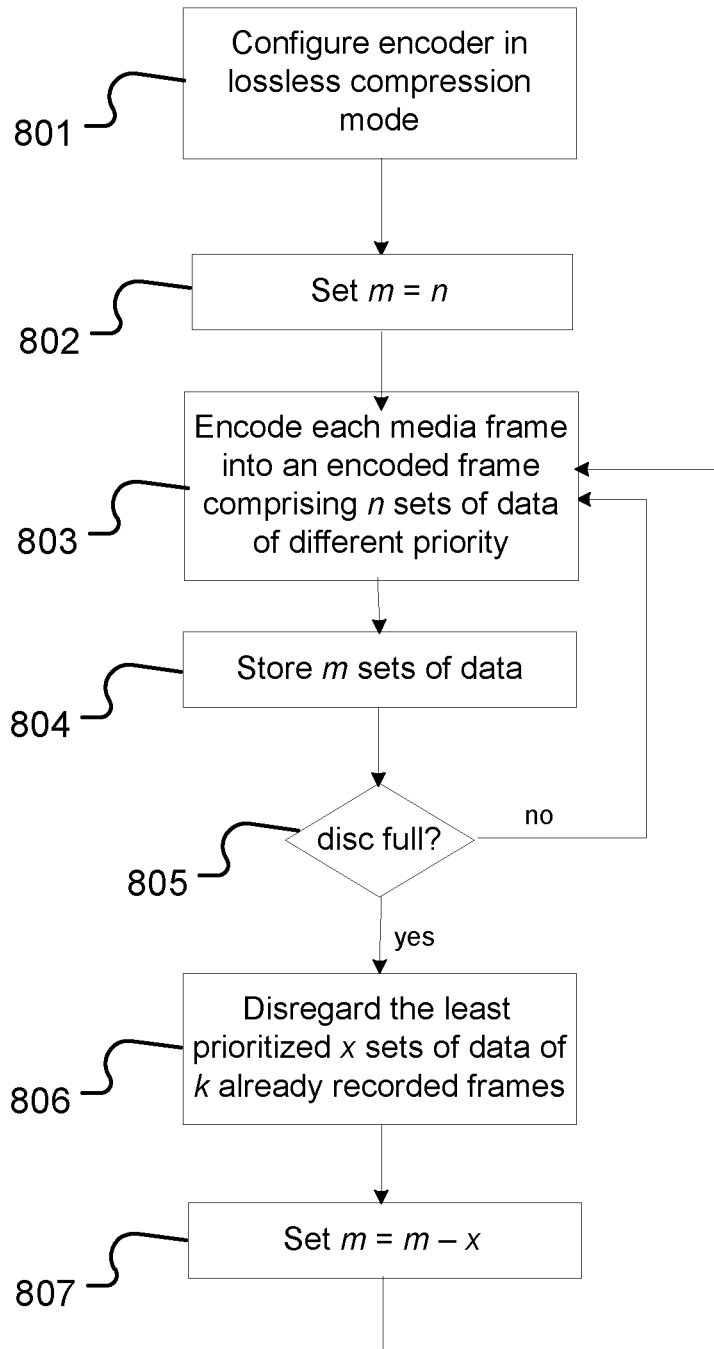 Configure encoder in
lossless compression
mode
801
Set m = n
802
Encode each media frame
into an encoded frame
comprising n sets of data
of different priority
803
Store m sets of data
804
disc full?
no
805
yes
Disregard the least
prioritized x sets of data of
k already recorded frames
806
Set m = m – x
807